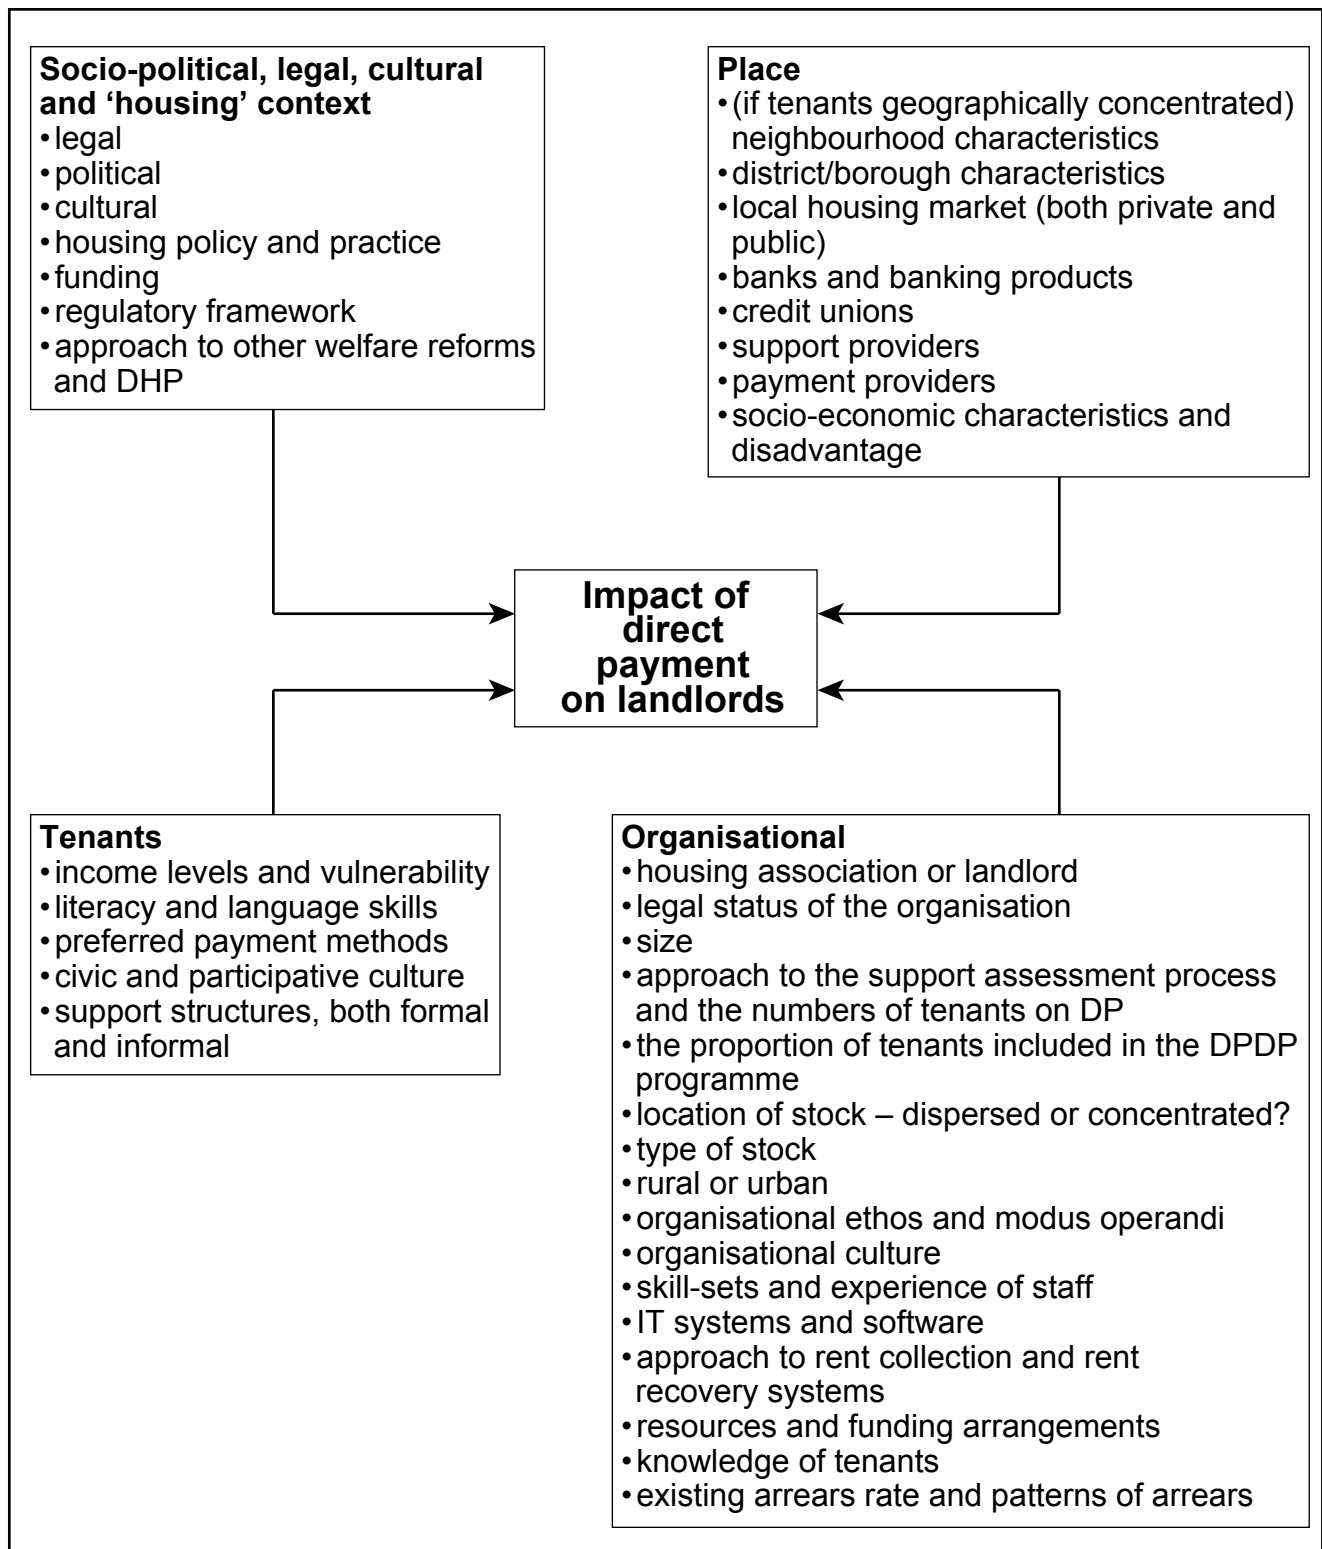 Socio-political, legal, cultural
and ‘housing’ context
• legal
• political
• cultural
• housing policy and practice
• funding
• regulatory framework
• approach to other welfare reforms
and DHP
Place
• (if tenants geographically concentrated)
neighbourhood characteristics
• district/borough characteristics
• local housing market (both private and
public)
• banks and banking products
• credit unions
• support providers
• payment providers
• socio-economic characteristics and
disadvantage
Impact of
direct
payment
on landlords
Tenants
• income levels and vulnerability
• literacy and language skills
• preferred payment methods
• civic and participative culture
• support structures, both formal
and informal
Organisational
• housing association or landlord
• legal status of the organisation
• size
• approach to the support assessment process
and the numbers of tenants on DP
• the proportion of tenants included in the DPDP
programme
• location of stock – dispersed or concentrated?
• type of stock
• rural or urban
• organisational ethos and modus operandi
• organisational culture
• skill-sets and experience of staff
• IT systems and software
• approach to rent collection and rent
recovery systems
• resources and funding arrangements
• knowledge of tenants
• existing arrears rate and patterns of arrears